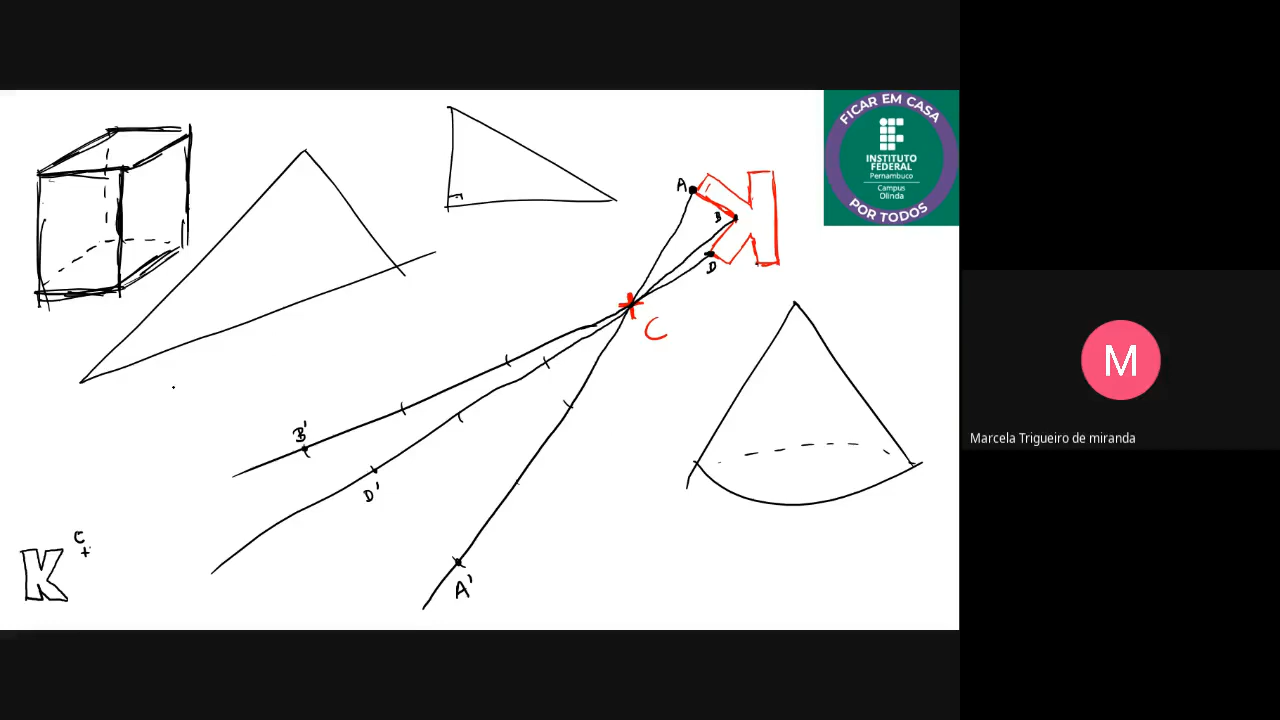 FICAR EM CASA
INSTITUTO
FEDERAL
Pernambuco
Campus
Olinda
POR TODOS
A
B
D
C
B'
D'
A'
C
K
M
Marcela Trigueiro de miranda